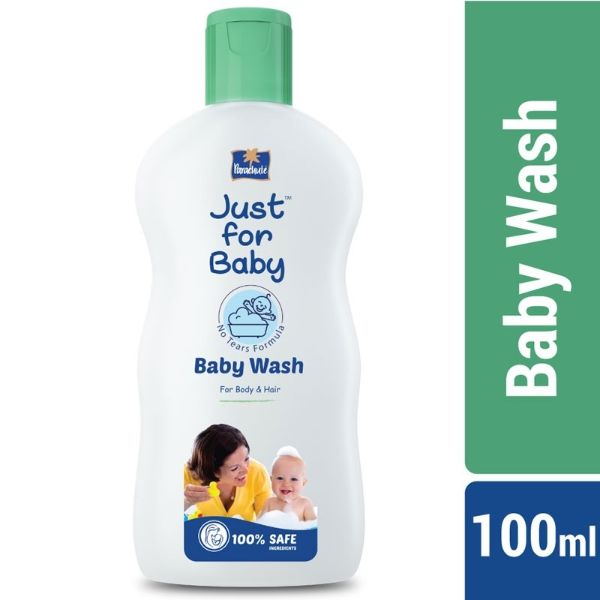 Parachute
Just™
for
Baby
No Tears Formula
Baby Wash
For Body & Hair
100% SAFE
INGREDIENTS
Baby Wash
100ml